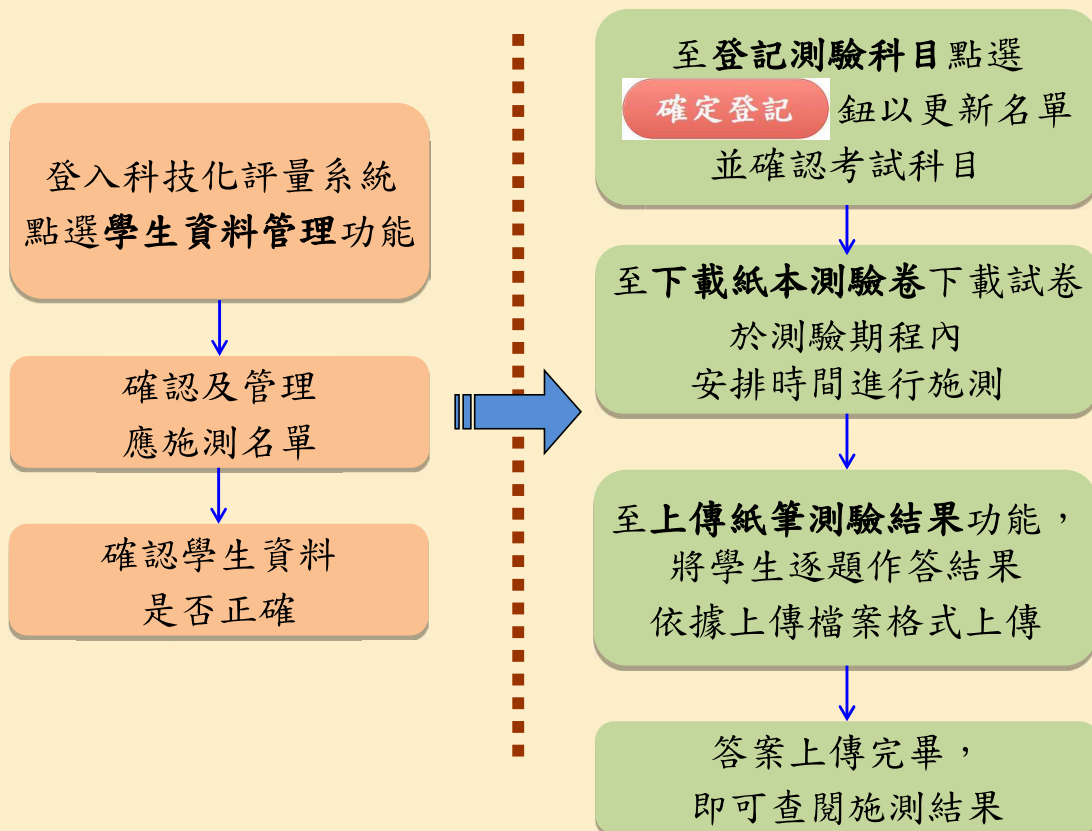 登入科技化評量系統
點選學生資料管理功能
確認及管理
應施測名單
確認學生資料
是否正確
至登記測驗科目點選
確定登記 鈕以更新名單
並確認考試科目
至下載紙本測驗卷下載試卷
於測驗期程內
安排時間進行施測
至上傳紙筆測驗結果功能，
將學生逐題作答結果
依據上傳檔案格式上傳
答案上傳完畢，
即可查閱施測結果